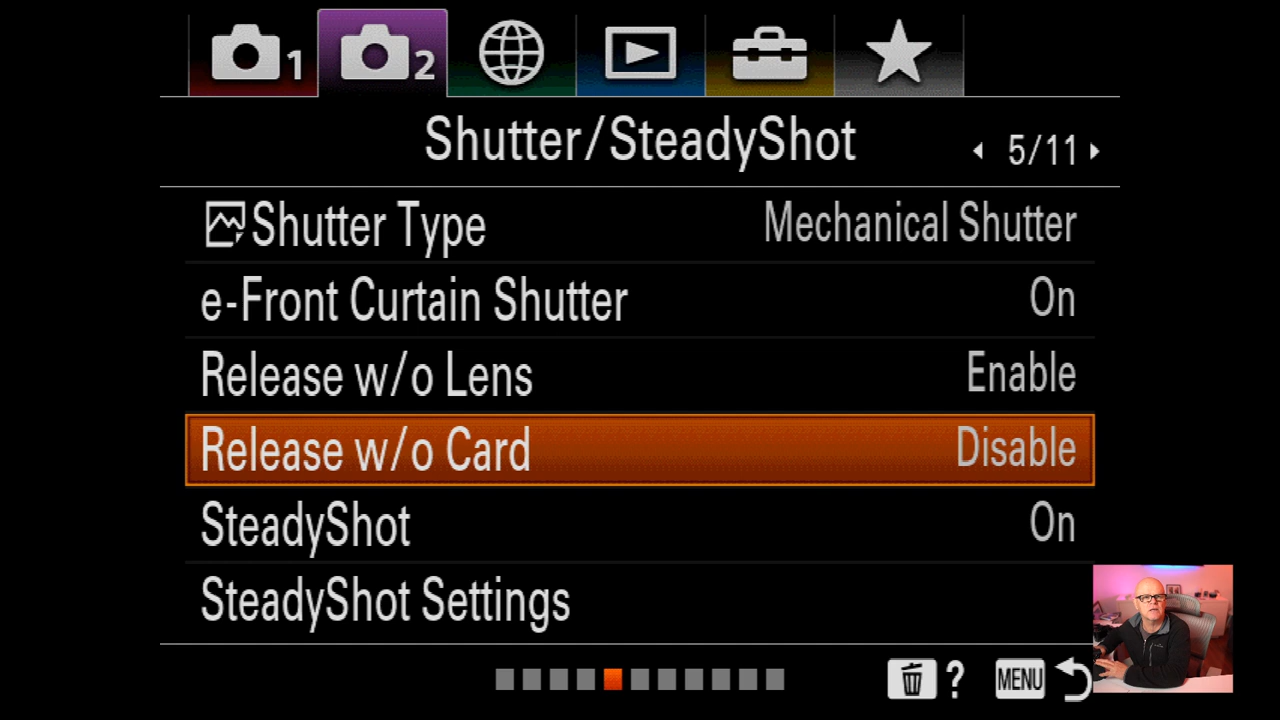 1
2
Shutter/SteadyShot
5/11
Shutter Type Mechanical Shutter
e-Front Curtain Shutter On
Release w/o Lens Enable
Release w/o Card Disable
SteadyShot On
SteadyShot Settings
? MENU